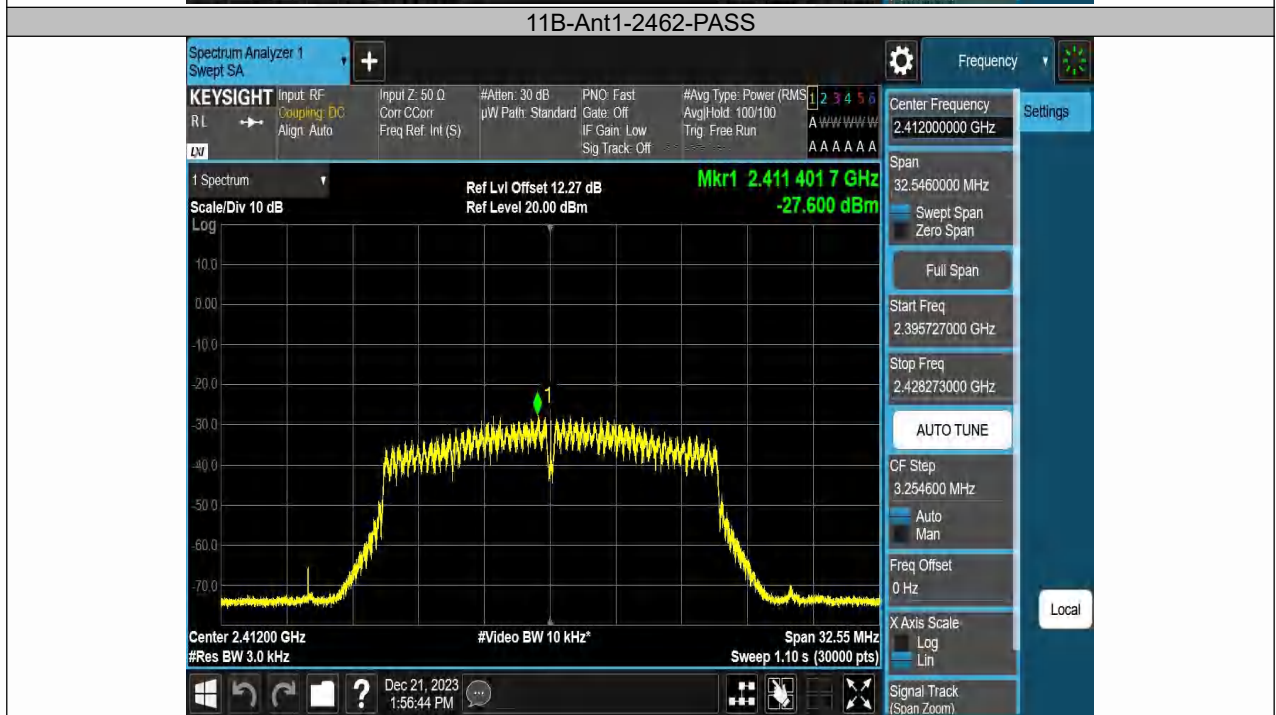 11B-Ant1-2462-PASS
Spectrum Analyzer 1
Swept SA
+
Frequency
KEYSIGHT
RL
LXI
Input: RF
Coupling: DC
Align: Auto
Input Z: 50 Ω
Corr CCorr
Freq Ref: Int (S)
#Atten: 30 dB
µW Path: Standard
PNO: Fast
Gate: Off
IF Gain: Low
Sig Track: Off
#Avg Type: Power (RMS
Avg|Hold: 100/100
Trig: Free Run
1 2 3 4 5 6
A W W W W W
A A A A A A
Center Frequency
2.412000000 GHz
Settings
1 Spectrum
Scale/Div 10 dB
Log
Ref Lvl Offset 12.27 dB
Ref Level 20.00 dBm
Mkr1 2.411 401 7 GHz
-27.600 dBm
Span
32.5460000 MHz
Swept Span
Zero Span
Full Span
Start Freq
2.395727000 GHz
Stop Freq
2.428273000 GHz
AUTO TUNE
CF Step
3.254600 MHz
Auto
Man
Freq Offset
0 Hz
X Axis Scale
Log
Lin
Signal Track
(Span Zoom)
Local
10.0
0.00
-10.0
-20.0
-30.0
-40.0
-50.0
-60.0
-70.0
1
Center 2.41200 GHz
#Res BW 3.0 kHz
#Video BW 10 kHz*
Span 32.55 MHz
Sweep 1.10 s (30000 pts)
?
Dec 21, 2023
1:56:44 PM